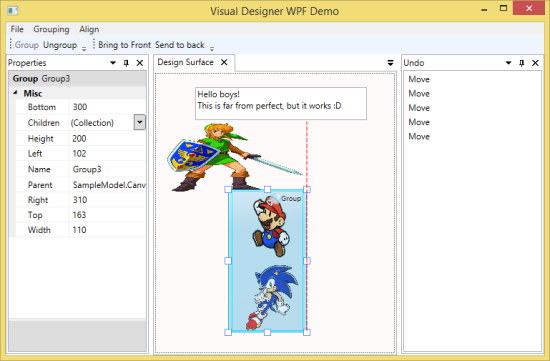 Visual Designer WPF Demo
File Grouping Align
Group Ungroup Bring to Front Send to back
Properties
Group Group3
Misc
Bottom 300
Children (Collection)
Height 200
Left 102
Name Group3
Parent SampleModel.Canv
Right 310
Top 163
Width 110
Design Surface
Hello boys!
This is far from perfect, but it works :D
Group
Undo
Move
Move
Move
Move
Move